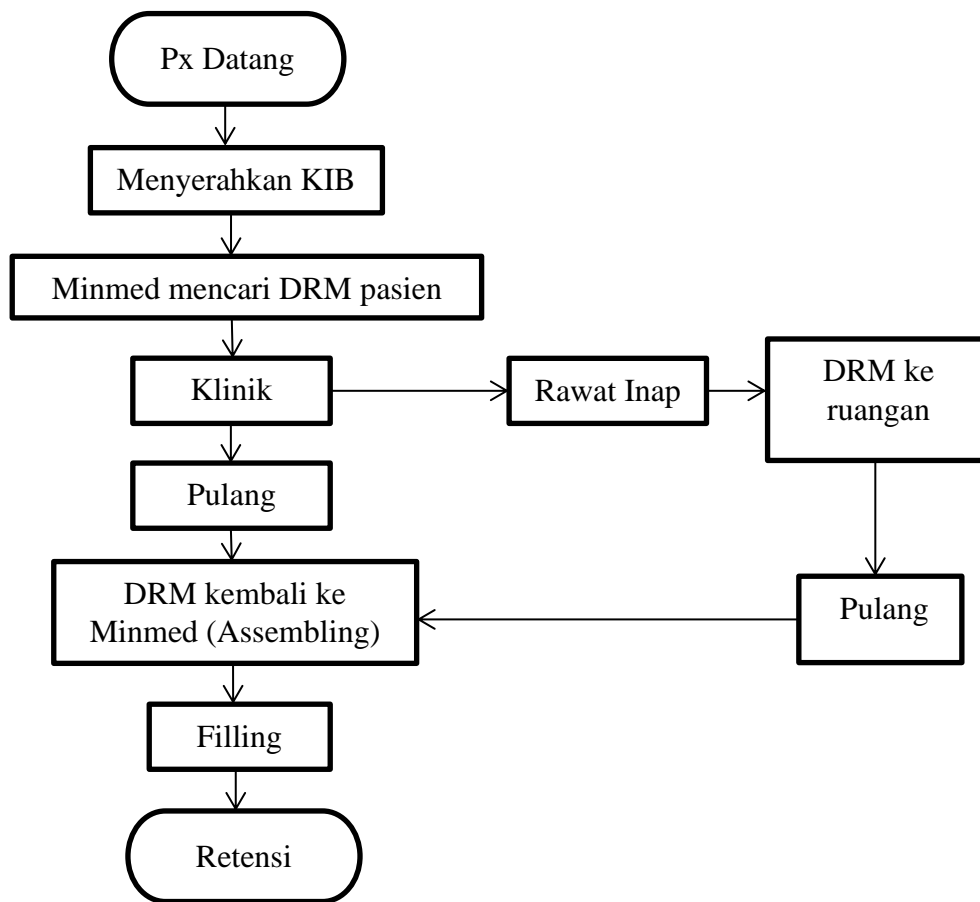 Px Datang
Menyerahkan KIB
Minmed mencari DRM pasien
Klinik
Rawat Inap
DRM ke
ruangan
Pulang
DRM kembali ke
Minmed (Assembling)
Pulang
Filling
Retensi